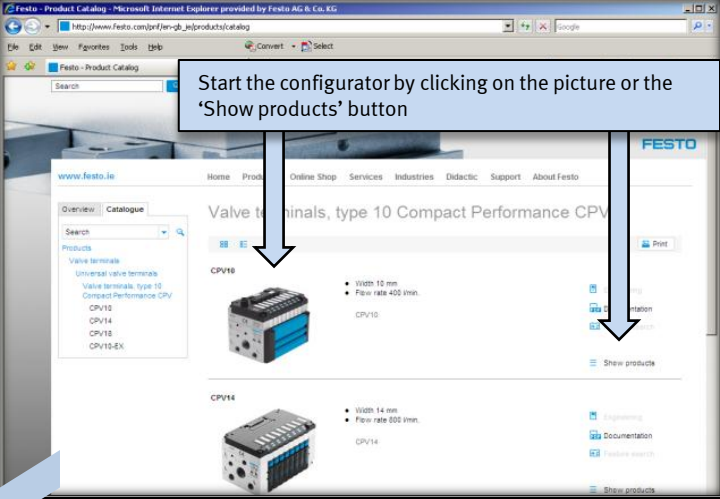 Festo - Product Catalog - Microsoft Internet Explorer provided by Festo AG & Co. KG
http://www.festo.com/pnf/en-gb_ie/products/catalog
Google
File Edit View Favorites Tools Help
Convert Select
Festo - Product Catalog
Search
Start the configurator by clicking on the picture or the
‘Show products’ button
FESTO
www.festo.ie
Home Online Shop Services Industries Didactic Support About Festo
Overview Catalogue
Valve terminals, type 10 Compact Performance CPV
Search
Print
Products
Valve terminals
Universal valve terminals
Valve terminals, type 10
Compact Performance CPV
CPV10
CPV14
CPV18
CPV10-EX
CPV10
Width 10 mm
Flow rate 400 l/min.
CPV10
Show products
CPV14
Width 14 mm
Flow rate 800 l/min.
CPV14
Engineering
Documentation
Feature search
Show products